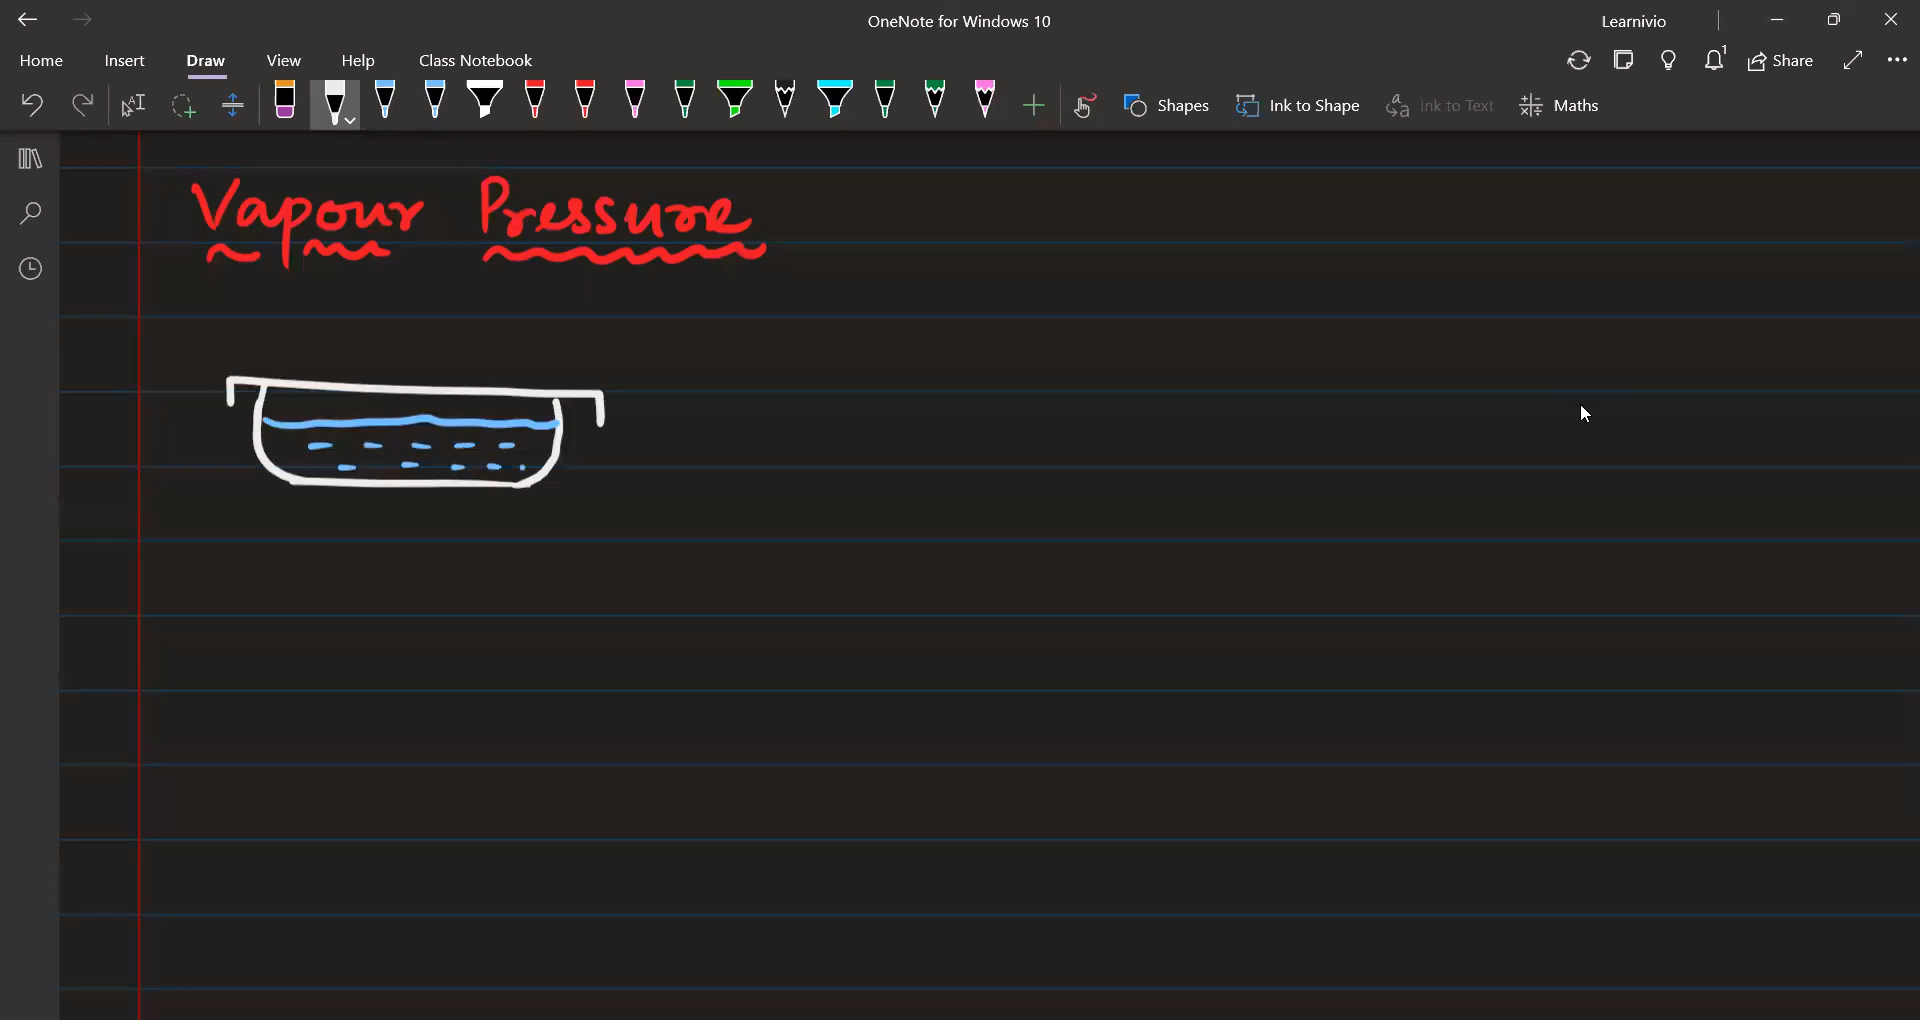 OneNote for Windows 10
Learnivio
Home Insert Draw View Help Class Notebook
1
Share
Shapes Ink to Shape Ink to Text Maths
Vapour Pressure